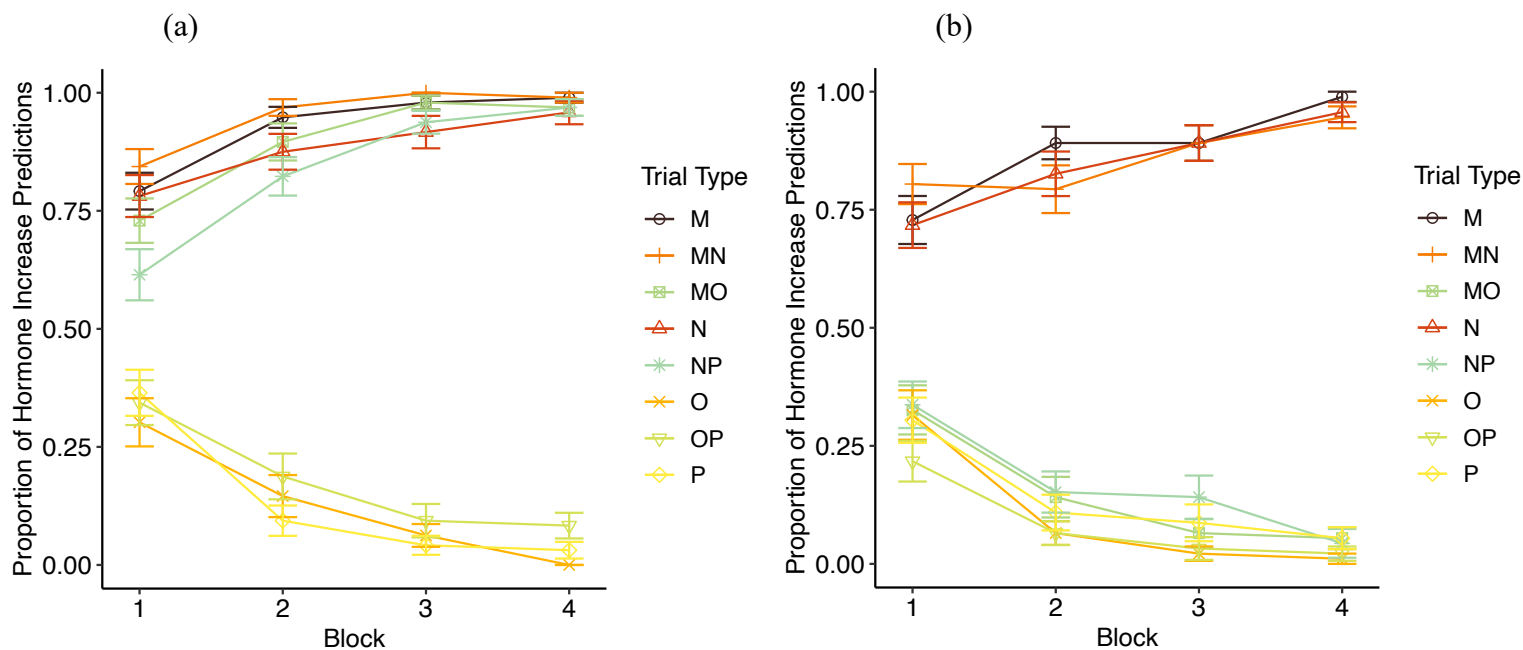 (a)
Proportion of Hormone Increase Predictions
1.00
0.75
0.50
0.25
0.00
1 2 3 4
Block
Trial Type
M
MN
MO
N
NP
O
OP
P
(b)
Proportion of Hormone Increase Predictions
1.00
0.75
0.50
0.25
0.00
1 2 3 4
Block
Trial Type
M
MN
MO
N
NP
O
OP
P